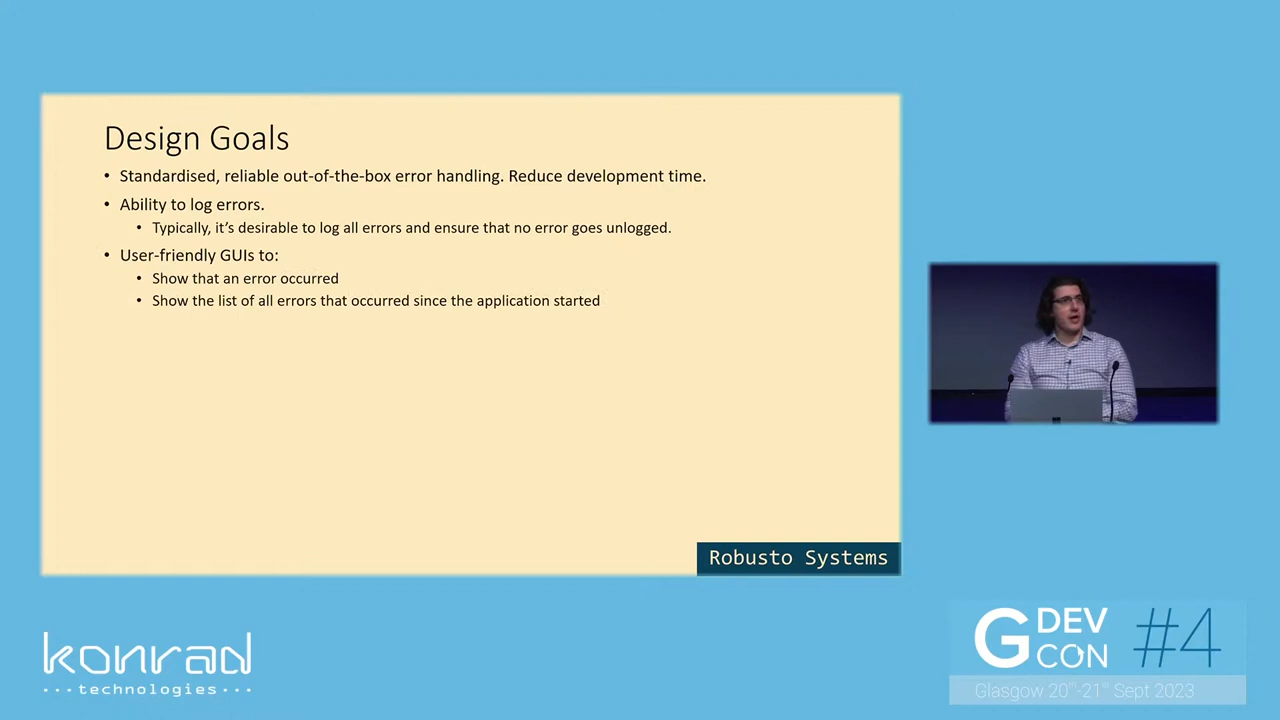 Design Goals
• Standardised, reliable out-of-the-box error handling. Reduce development time.
• Ability to log errors.
• Typically, it’s desirable to log all errors and ensure that no error goes unlogged.
• User-friendly GUIs to:
• Show that an error occurred
• Show the list of all errors that occurred since the application started
Robusto Systems
konrad
···technologies···
G DEV CON #4
Glasgow 20th-21st Sept 2023